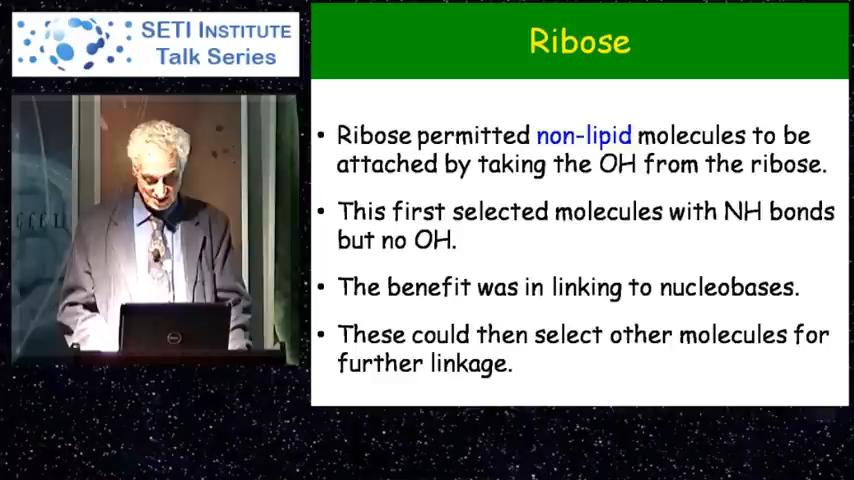 SETI INSTITUTE
Talk Series
Ribose
• Ribose permitted non-lipid molecules to be
attached by taking the OH from the ribose.
• This first selected molecules with NH bonds
but no OH.
• The benefit was in linking to nucleobases.
• These could then select other molecules for
further linkage.